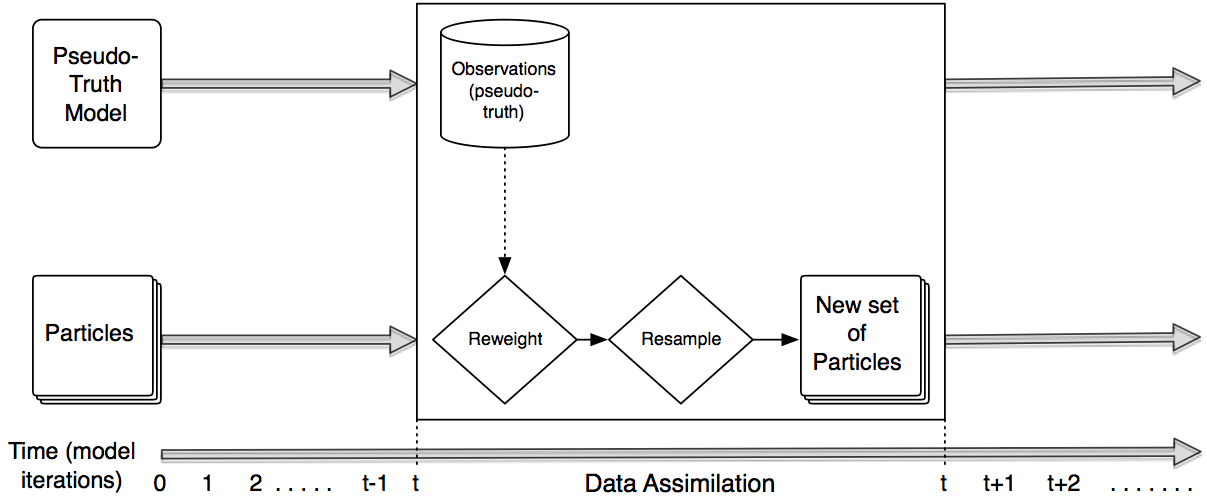 Pseudo-
Truth
Model
Observations
(pseudo-
truth)
Particles
Reweight
Resample
New set
of
Particles
Time (model
iterations)
0 1 2 . . . . . t-1 t Data Assimilation t t+1 t+2 . . . . . . .